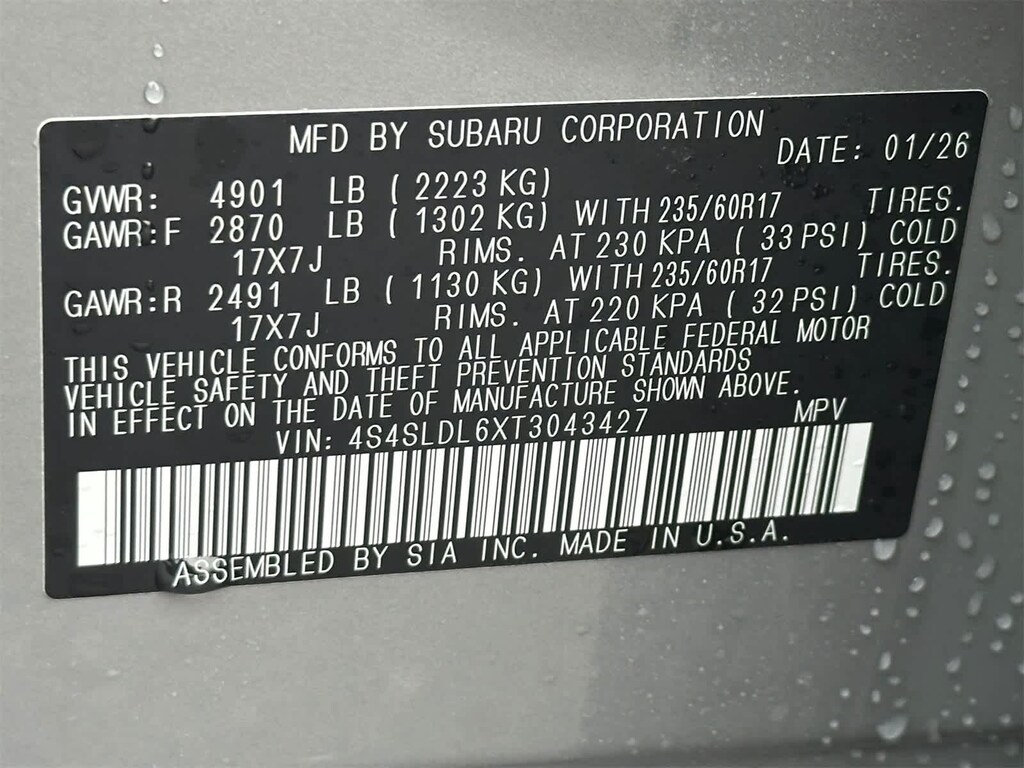 MFD BY SUBARU CORPORATION
DATE: 01/26
GVWR: 4901 LB ( 2223 KG)
GAWR:F 2870 LB ( 1302 KG) WITH 235/60R17 TIRES.
17X7J RIMS. AT 230 KPA ( 33 PSI) COLD
GAWR:R 2491 LB ( 1130 KG) WITH 235/60R17 TIRES.
17X7J RIMS. AT 220 KPA ( 32 PSI) COLD
THIS VEHICLE CONFORMS TO ALL APPLICABLE FEDERAL MOTOR
VEHICLE SAFETY AND THEFT PREVENTION STANDARDS
IN EFFECT ON THE DATE OF MANUFACTURE SHOWN ABOVE.
VIN: 4S4SLDL6XT3043427 MPV
ASSEMBLED BY SIA INC. MADE IN U.S.A.